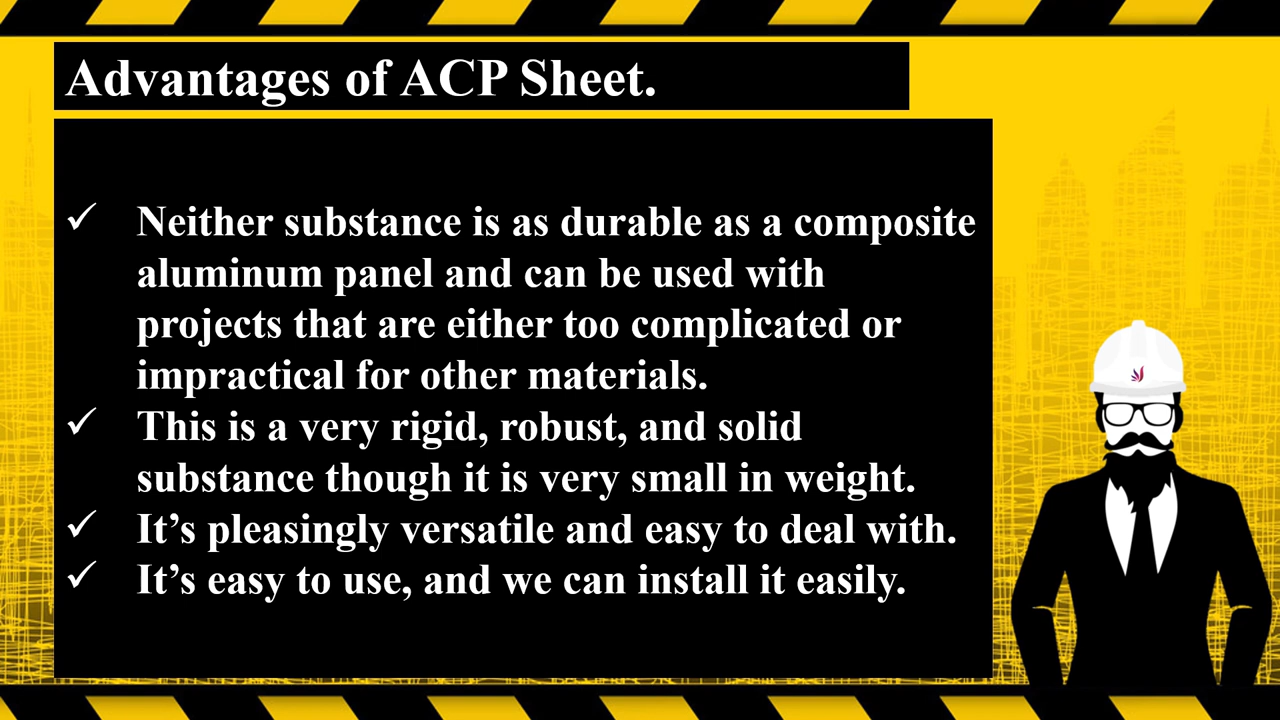 Advantages of ACP Sheet.
✓ Neither substance is as durable as a composite
aluminum panel and can be used with
projects that are either too complicated or
impractical for other materials.
✓ This is a very rigid, robust, and solid
substance though it is very small in weight.
✓ It’s pleasingly versatile and easy to deal with.
✓ It’s easy to use, and we can install it easily.